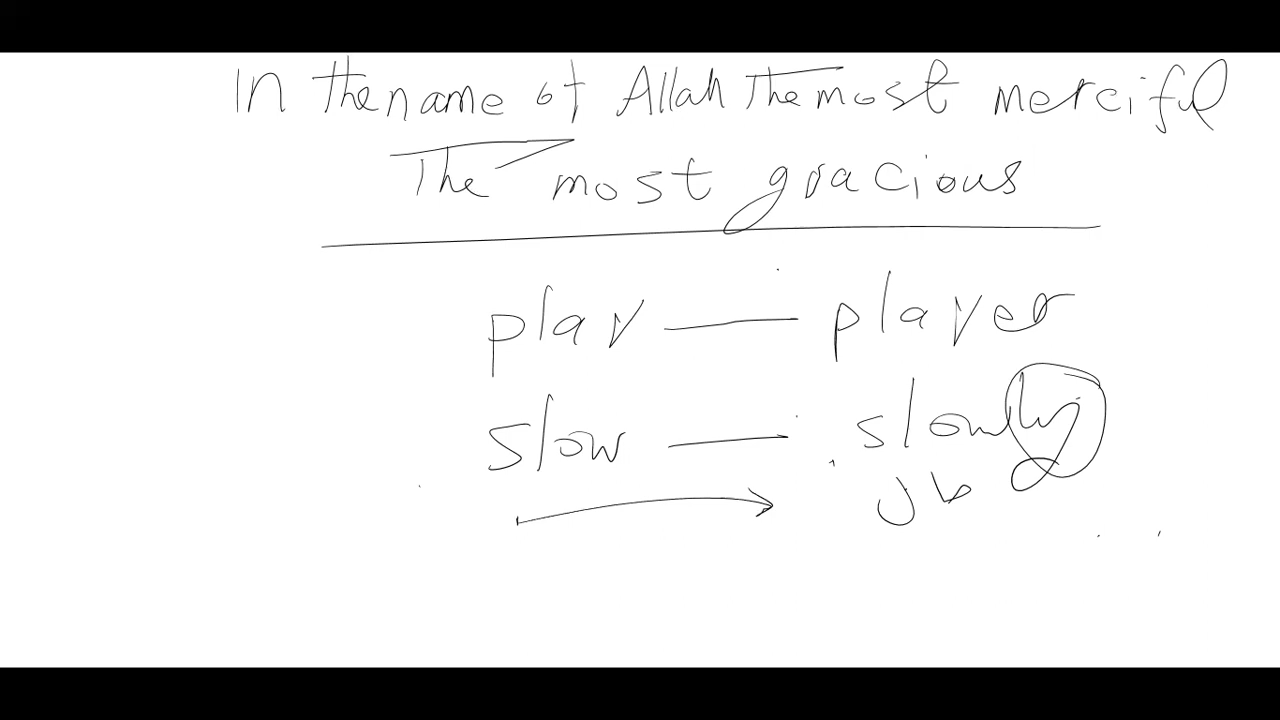 In the name of Allah The most merciful
The most gracious
play — player
slow — slowly